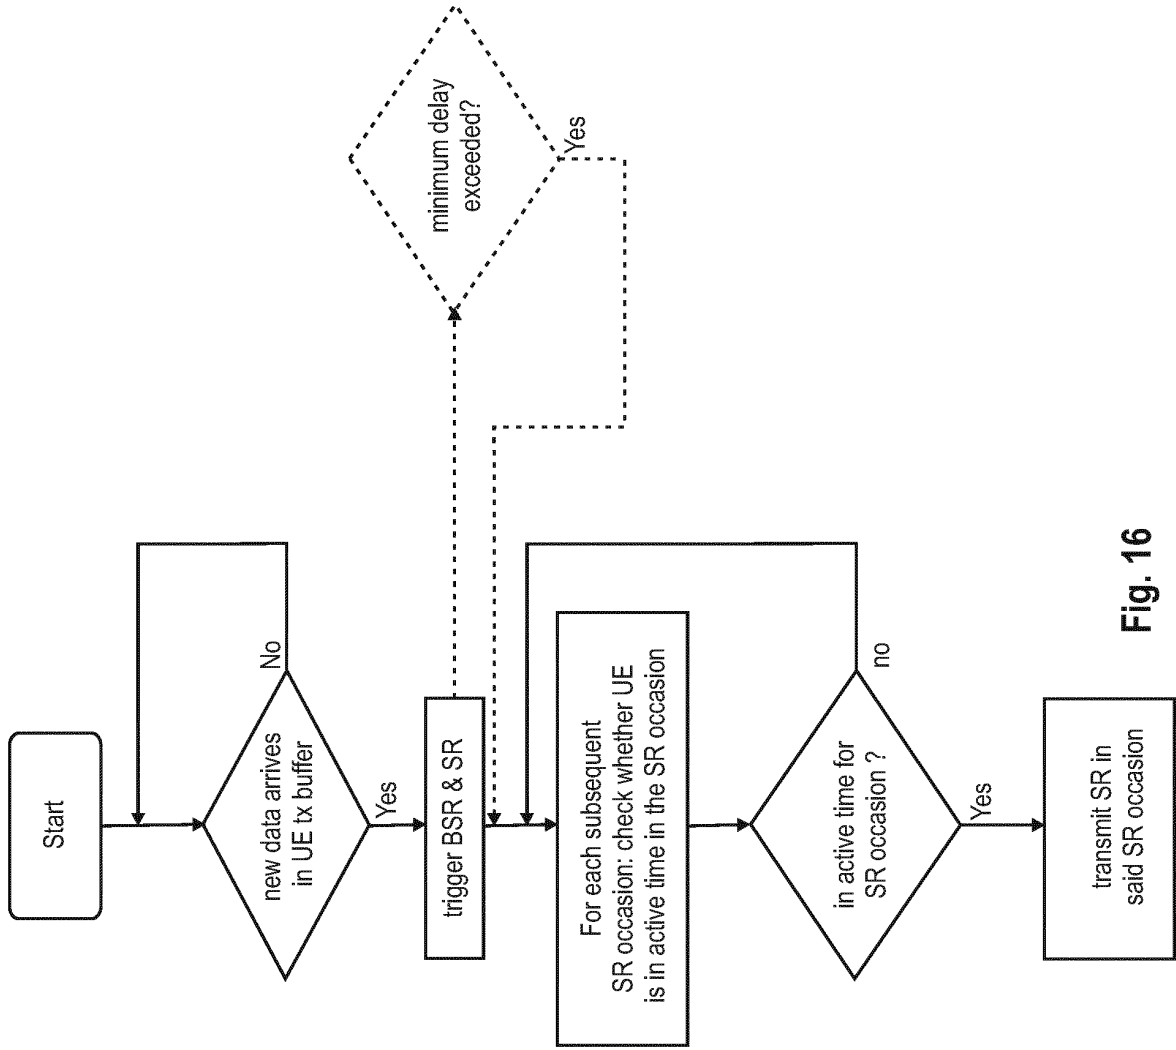 Start
new data arrives
in UE tx buffer
No
Yes
trigger BSR & SR
minimum delay
exceeded?
Yes
For each subsequent
SR occasion: check whether UE
is in active time in the SR occasion
in active time for
SR occasion ?
no
Yes
transmit SR in
said SR occasion
Fig. 16